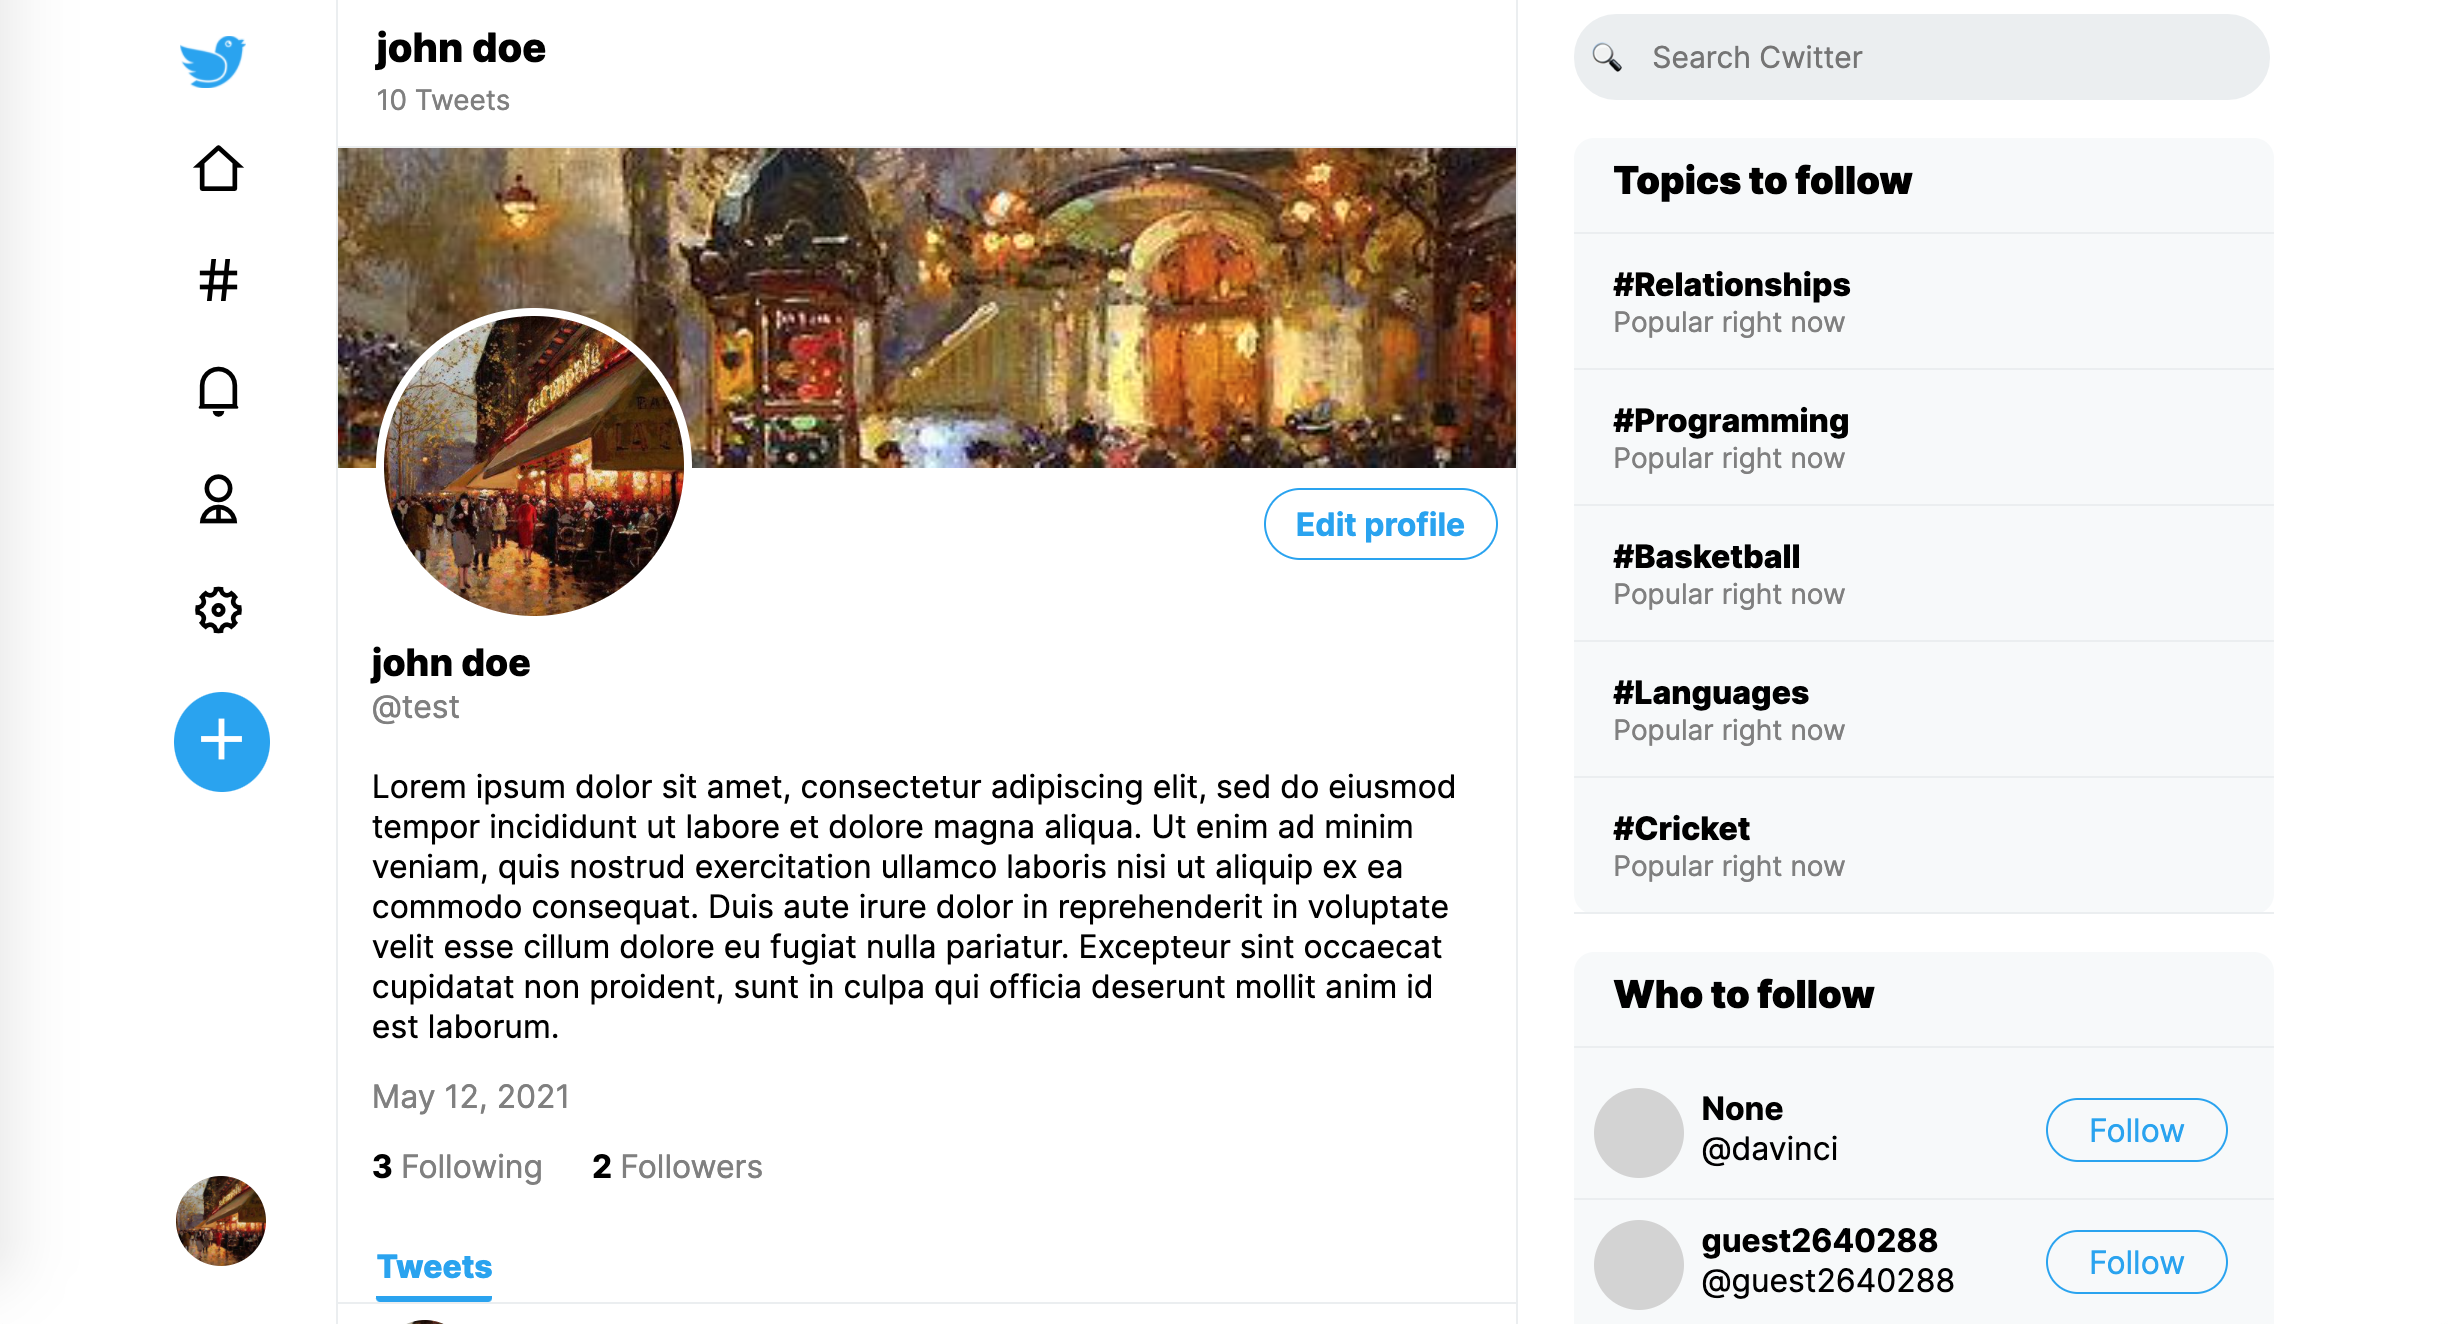 john doe
10 Tweets
Edit profile
john doe
@test
Lorem ipsum dolor sit amet, consectetur adipiscing elit, sed do eiusmod
tempor incididunt ut labore et dolore magna aliqua. Ut enim ad minim
veniam, quis nostrud exercitation ullamco laboris nisi ut aliquip ex ea
commodo consequat. Duis aute irure dolor in reprehenderit in voluptate
velit esse cillum dolore eu fugiat nulla pariatur. Excepteur sint occaecat
cupidatat non proident, sunt in culpa qui officia deserunt mollit anim id
est laborum.
May 12, 2021
3 Following 2 Followers
Tweets
Search Cwitter
Topics to follow
#Relationships
Popular right now
#Programming
Popular right now
#Basketball
Popular right now
#Languages
Popular right now
#Cricket
Popular right now
Who to follow
None
@davinci
Follow
guest2640288
@guest2640288
Follow